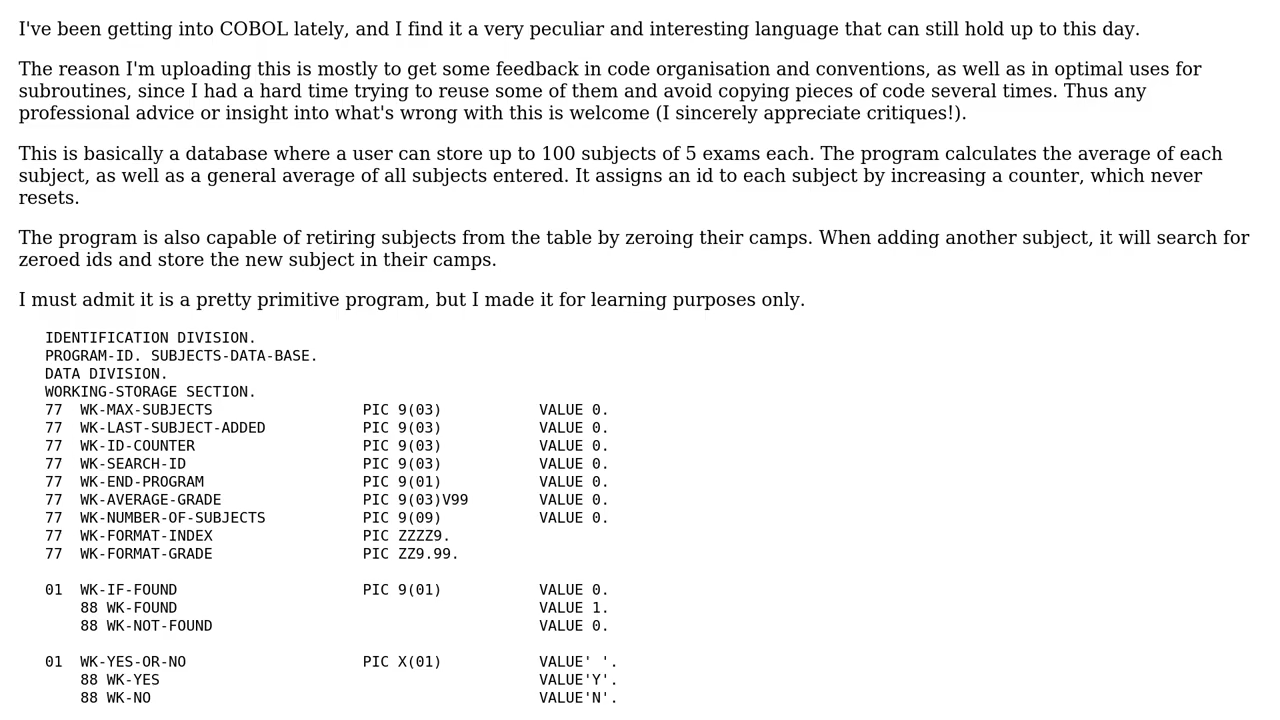 I've been getting into COBOL lately, and I find it a very peculiar and interesting language that can still hold up to this day.
The reason I'm uploading this is mostly to get some feedback in code organisation and conventions, as well as in optimal uses for
subroutines, since I had a hard time trying to reuse some of them and avoid copying pieces of code several times. Thus any
professional advice or insight into what's wrong with this is welcome (I sincerely appreciate critiques!).
This is basically a database where a user can store up to 100 subjects of 5 exams each. The program calculates the average of each
subject, as well as a general average of all subjects entered. It assigns an id to each subject by increasing a counter, which never
resets.
The program is also capable of retiring subjects from the table by zeroing their camps. When adding another subject, it will search for
zeroed ids and store the new subject in their camps.
I must admit it is a pretty primitive program, but I made it for learning purposes only.
IDENTIFICATION DIVISION.
PROGRAM-ID. SUBJECTS-DATA-BASE.
DATA DIVISION.
WORKING-STORAGE SECTION.
77  WK-MAX-SUBJECTS                 PIC 9(03)           VALUE 0.
77  WK-LAST-SUBJECT-ADDED           PIC 9(03)           VALUE 0.
77  WK-ID-COUNTER                   PIC 9(03)           VALUE 0.
77  WK-SEARCH-ID                    PIC 9(03)           VALUE 0.
77  WK-END-PROGRAM                  PIC 9(01)           VALUE 0.
77  WK-AVERAGE-GRADE                PIC 9(03)V99        VALUE 0.
77  WK-NUMBER-OF-SUBJECTS           PIC 9(09)           VALUE 0.
77  WK-FORMAT-INDEX                 PIC ZZZZ9.
77  WK-FORMAT-GRADE                 PIC ZZ9.99.
01  WK-IF-FOUND                     PIC 9(01)           VALUE 0.
    88 WK-FOUND                                         VALUE 1.
    88 WK-NOT-FOUND                                     VALUE 0.
01  WK-YES-OR-NO                    PIC X(01)           VALUE' '.
    88 WK-YES                                           VALUE'Y'.
    88 WK-NO                                            VALUE'N'.